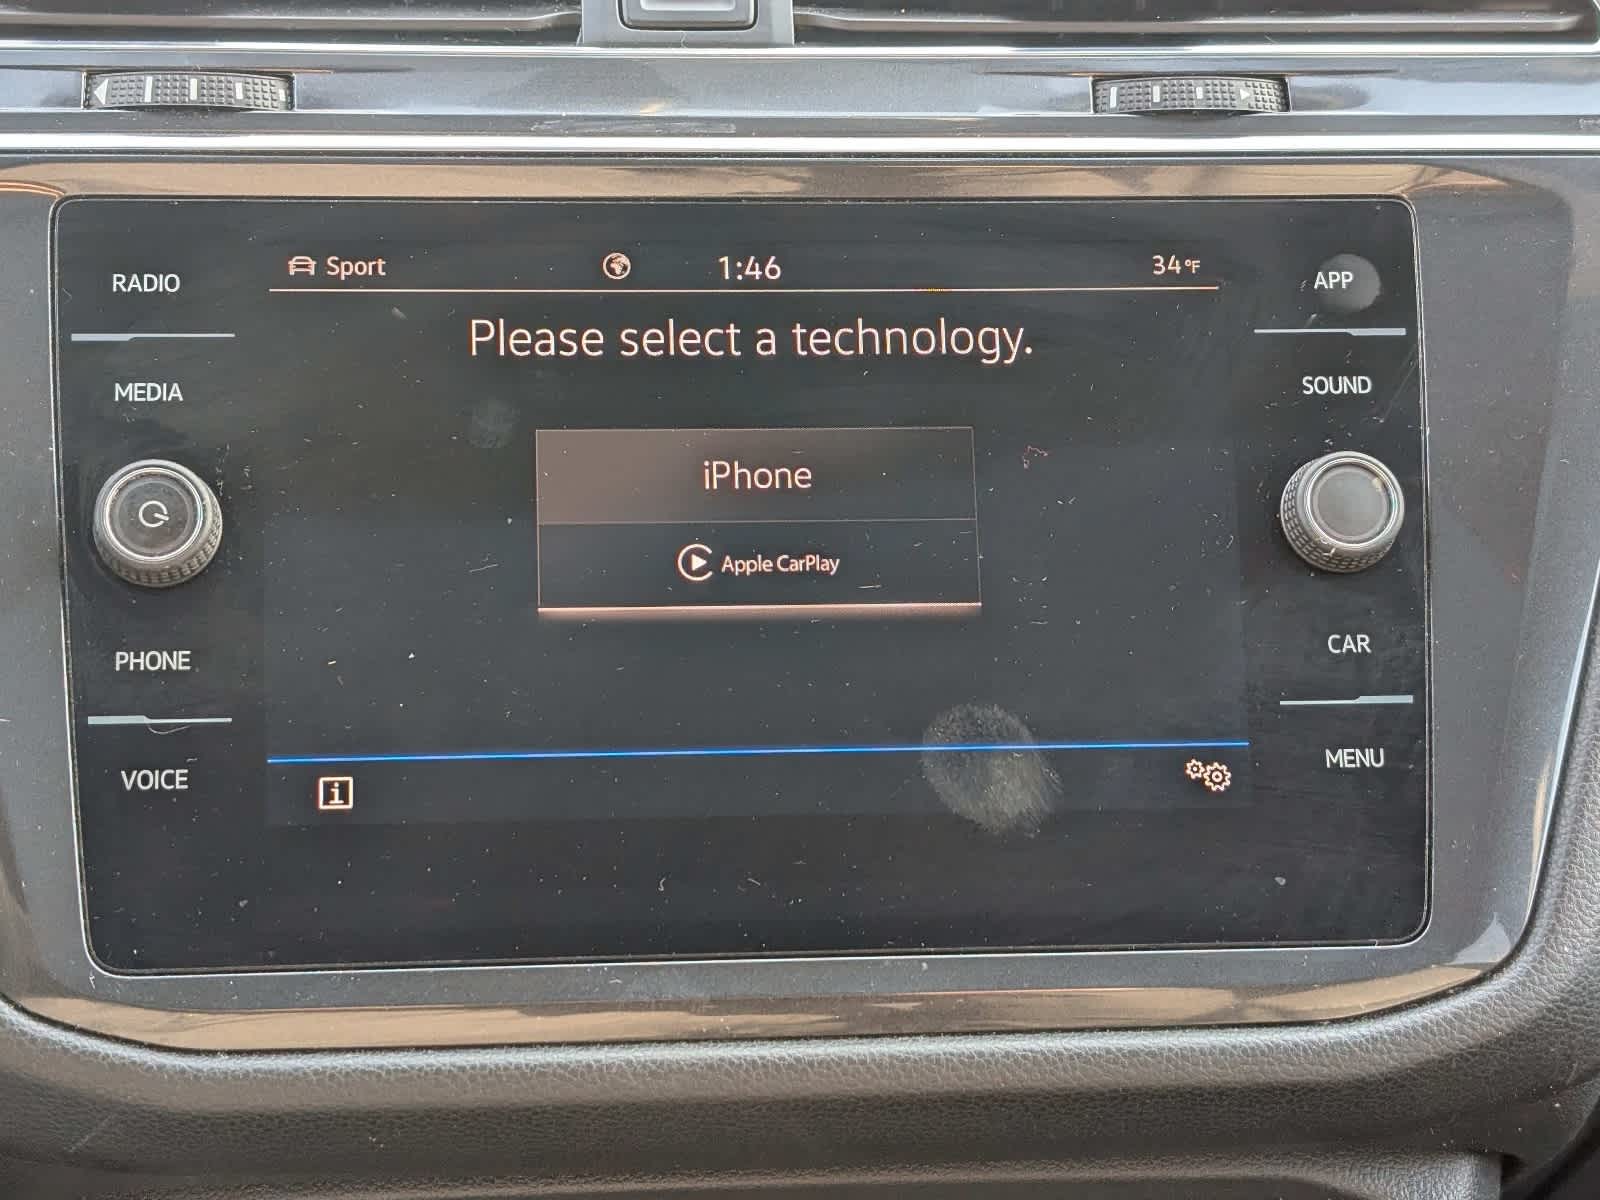 Sport
1:46
34°F
Please select a technology.
iPhone
Apple CarPlay
i
RADIO
MEDIA
PHONE
VOICE
APP
SOUND
CAR
MENU